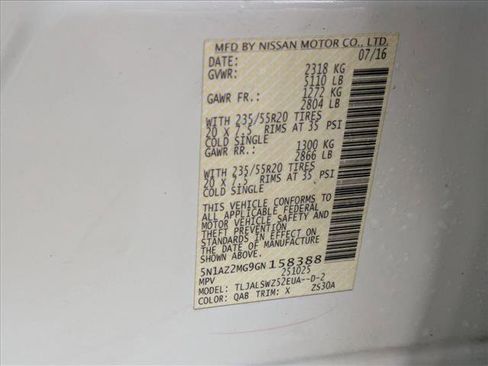 MFD BY NISSAN MOTOR CO., LTD.
DATE: 07/16
GVWR: 2318 KG
5110 LB
GAWR FR.: 1272 KG
2804 LB
WITH 235/55R20 TIRES
20 X 7.5 RIMS AT 35 PSI
COLD SINGLE
GAWR RR.: 1300 KG
2866 LB
WITH 235/55R20 TIRES
20 X 7.5 RIMS AT 35 PSI
COLD SINGLE
THIS VEHICLE CONFORMS TO
ALL APPLICABLE FEDERAL
MOTOR VEHICLE SAFETY AND
THEFT PREVENTION
STANDARDS IN EFFECT ON
THE DATE OF MANUFACTURE
SHOWN ABOVE.
5N1AZ2MG9GN158388
MPV 251025
MODEL: TLJALSWZ52EUA--D-2
COLOR: QAB TRIM: X ZS30A